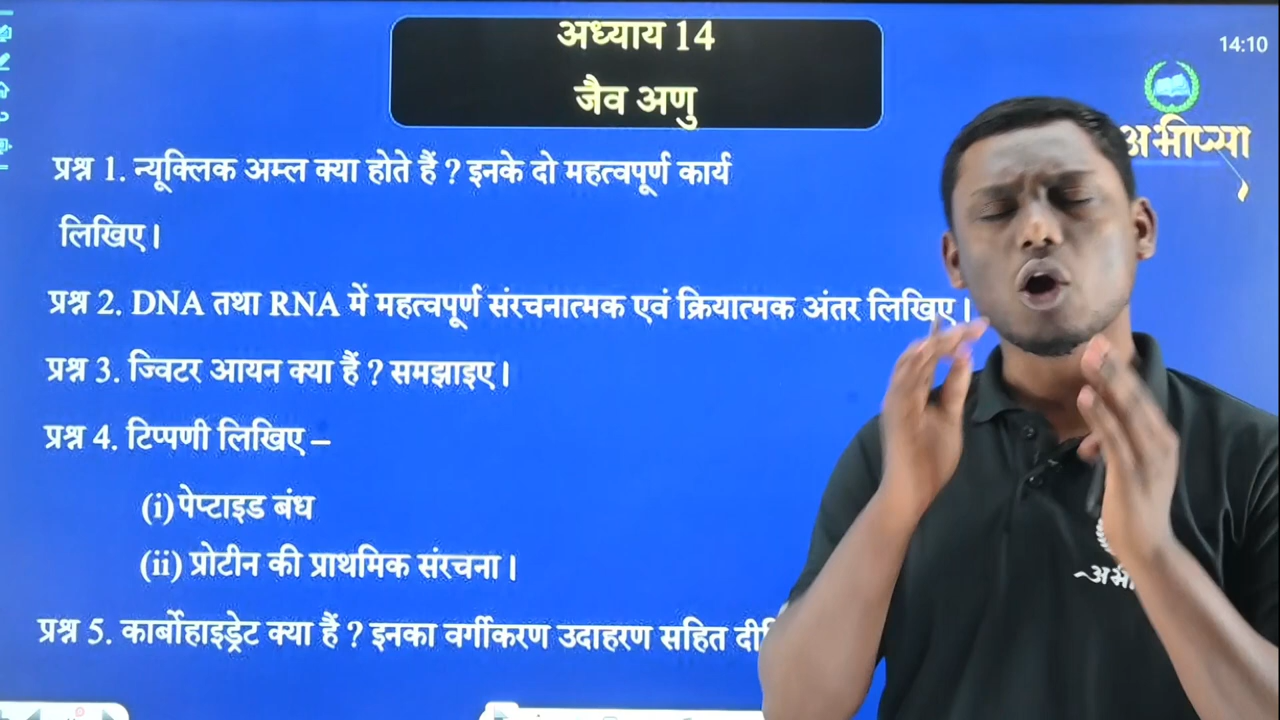 अध्याय 14
जैव अणु
14:10
अभीप्सा
प्रश्न 1. न्यूक्लिक अम्ल क्या होते हैं ? इनके दो महत्वपूर्ण कार्य
लिखिए।
प्रश्न 2. DNA तथा RNA में महत्वपूर्ण संरचनात्मक एवं क्रियात्मक अंतर लिखिए।
प्रश्न 3. ज्विटर आयन क्या हैं ? समझाइए।
प्रश्न 4. टिप्पणी लिखिए –
(i) पेप्टाइड बंध
(ii) प्रोटीन की प्राथमिक संरचना।
प्रश्न 5. कार्बोहाइड्रेट क्या हैं ? इनका वर्गीकरण उदाहरण सहित